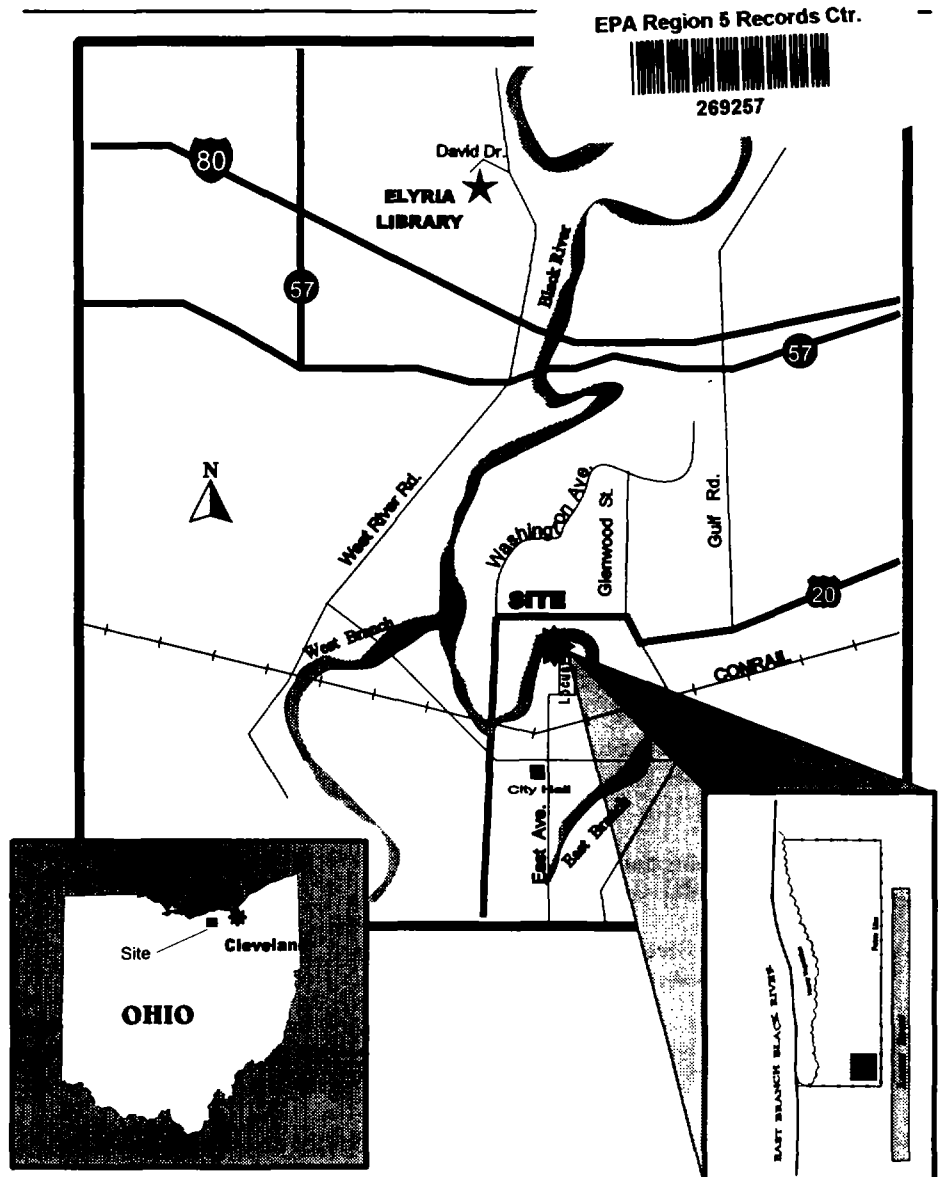 EPA Region 5 Records Ctr.
269257
80
David Dr.
ELYRIA
LIBRARY
57
Black River
57
N
West River Rd.
Washington Ave.
Glenwood St.
Gulf Rd.
20
SITE
West Branch
CONRAIL
City Hall
East Ave.
East Branch
Site
Cleveland
OHIO
EAST BRANCH BLACK RIVER